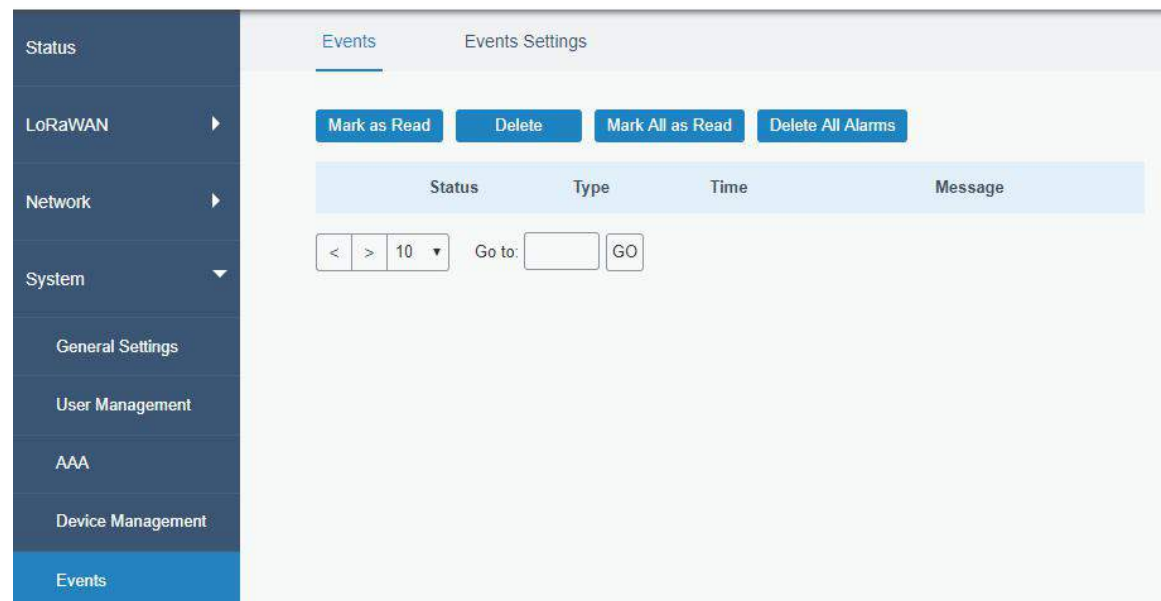 Status
LoRaWAN
Network
System
General Settings
User Management
AAA
Device Management
Events
Events Events Settings
Mark as Read Delete Mark All as Read Delete All Alarms
Status Type Time Message
< > 10 Go to: GO